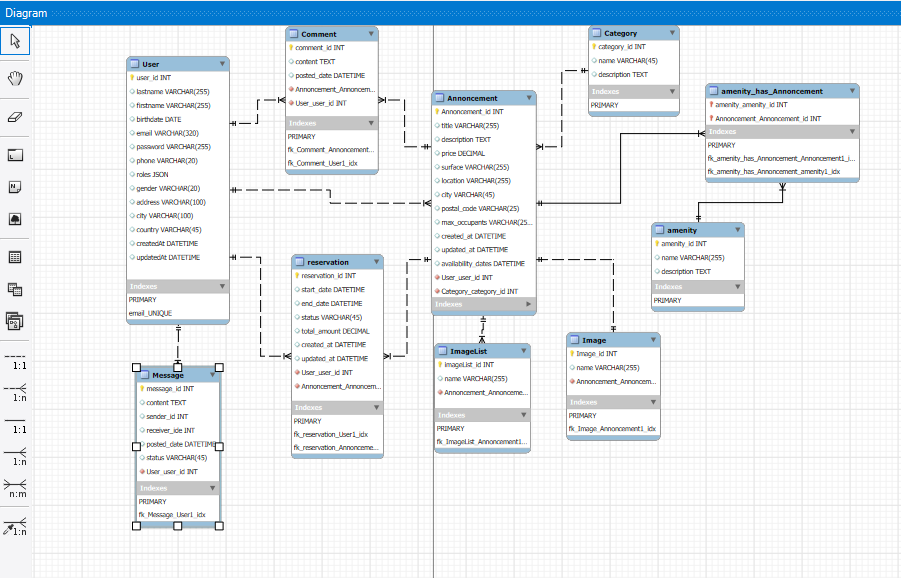 Diagram
User
user_id INT
lastname VARCHAR(255)
firstname VARCHAR(255)
birthdate DATE
email VARCHAR(320)
password VARCHAR(255)
phone VARCHAR(20)
roles JSON
gender VARCHAR(20)
address VARCHAR(100)
city VARCHAR(100)
country VARCHAR(45)
createdAt DATETIME
updatedAt DATETIME
Indexes
PRIMARY
email_UNIQUE
Comment
comment_id INT
content TEXT
posted_date DATETIME
Annoncement_Annoncem...
User_user_id INT
Indexes
PRIMARY
fk_Comment_Annoncement...
fk_Comment_User1_idx
Category
category_id INT
name VARCHAR(45)
description TEXT
Indexes
PRIMARY
Annoncement
Annoncement_id INT
title VARCHAR(255)
description TEXT
price DECIMAL
surface VARCHAR(255)
location VARCHAR(255)
city VARCHAR(45)
postal_code VARCHAR(25)
max_occupants VARCHAR(25...
created_at DATETIME
updated_at DATETIME
availability_dates DATETIME
User_user_id INT
Category_category_id INT
Indexes
amenity_has_Annoncement
amenity_amenity_id INT
Annoncement_Annoncement_id INT
Indexes
PRIMARY
fk_amenity_has_Annoncement_Annoncement1_i...
fk_amenity_has_Annoncement_amenity1_idx
amenity
amenity_id INT
name VARCHAR(255)
description TEXT
Indexes
PRIMARY
reservation
reservation_id INT
start_date DATETIME
end_date DATETIME
status VARCHAR(45)
total_amount DECIMAL
created_at DATETIME
updated_at DATETIME
User_user_id INT
Annoncement_Annoncem...
Indexes
PRIMARY
fk_reservation_User1_idx
fk_reservation_Annonceme...
ImageList
ImageList_id INT
name VARCHAR(255)
Annoncement_Annonceme...
Indexes
PRIMARY
fk_ImageList_Annoncement1...
Image
Image_id INT
name VARCHAR(255)
Annoncement_Annoncem...
Indexes
PRIMARY
fk_Image_Annoncement1_idx
Message
message_id INT
content TEXT
sender_id INT
receiver_ide INT
posted_date DATETIME
status VARCHAR(45)
User_user_id INT
Indexes
PRIMARY
fk_Message_User1_idx
1:1
1:n
1:1
1:n
n:m
1:n